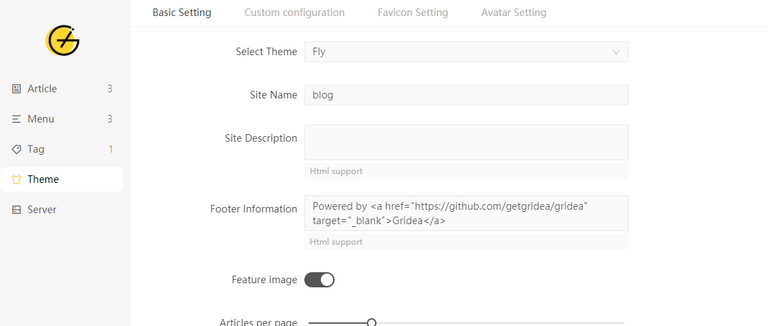 Basic Setting
Custom configuration
Favicon Setting
Avatar Setting
Article 3
Menu 3
Tag 1
Theme
Server
Select Theme
Fly
Site Name
blog
Site Description
Html support
Footer Information
Powered by <a href="https://github.com/getgridea/gridea"
target="_blank">Gridea</a>
Html support
Feature image
Articles per page